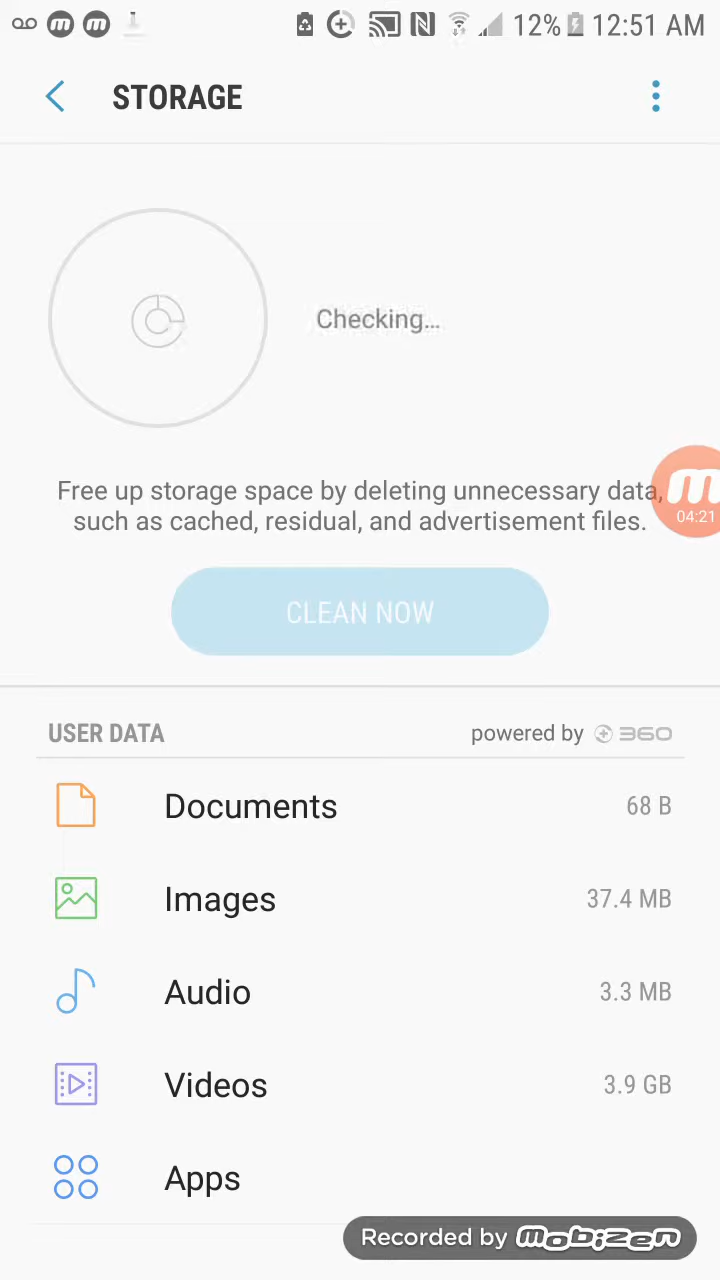 12% 12:51 AM
STORAGE
Checking...
Free up storage space by deleting unnecessary data,
such as cached, residual, and advertisement files.
m
04:21
CLEAN NOW
USER DATA powered by 360
Documents 68 B
Images 37.4 MB
Audio 3.3 MB
Videos 3.9 GB
Apps
Recorded by mobizen